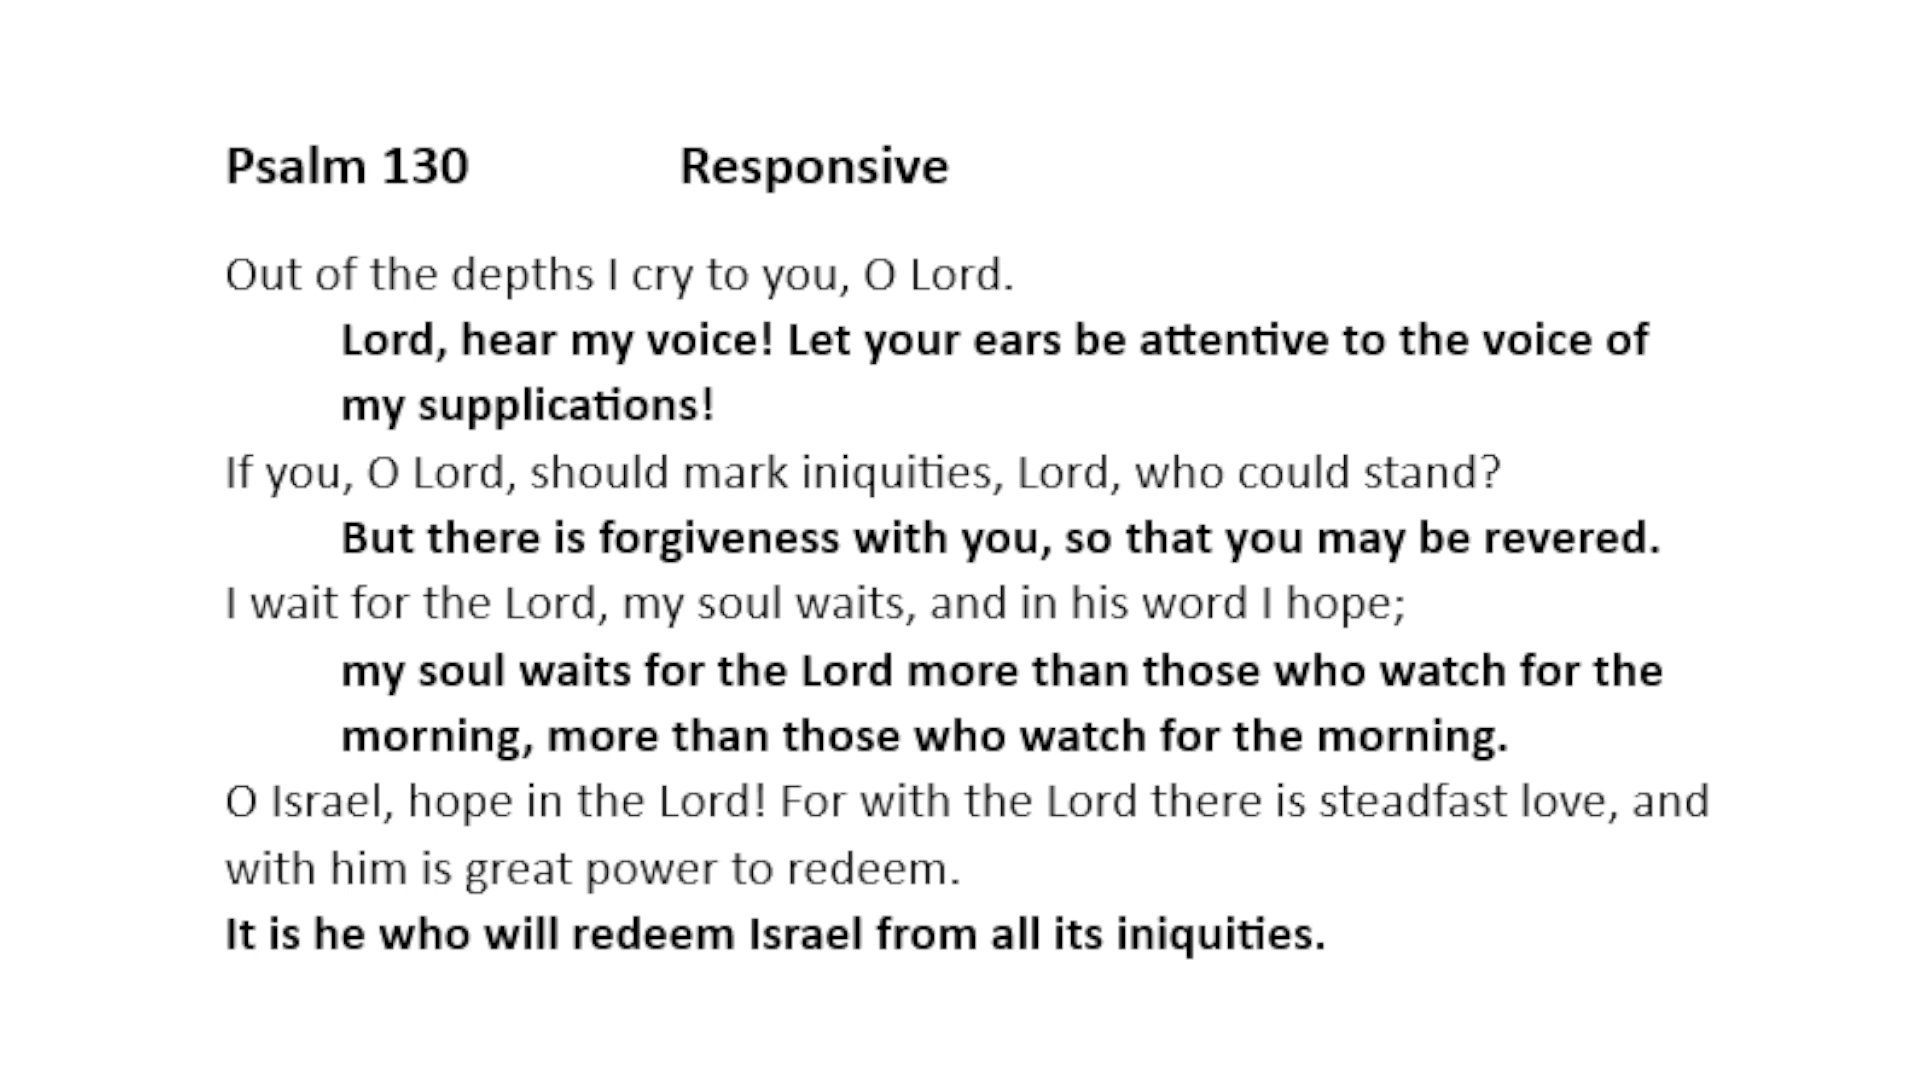 Psalm 130 Responsive
Out of the depths I cry to you, O Lord.
Lord, hear my voice! Let your ears be attentive to the voice of
my supplications!
If you, O Lord, should mark iniquities, Lord, who could stand?
But there is forgiveness with you, so that you may be revered.
I wait for the Lord, my soul waits, and in his word I hope;
my soul waits for the Lord more than those who watch for the
morning, more than those who watch for the morning.
O Israel, hope in the Lord! For with the Lord there is steadfast love, and
with him is great power to redeem.
It is he who will redeem Israel from all its iniquities.